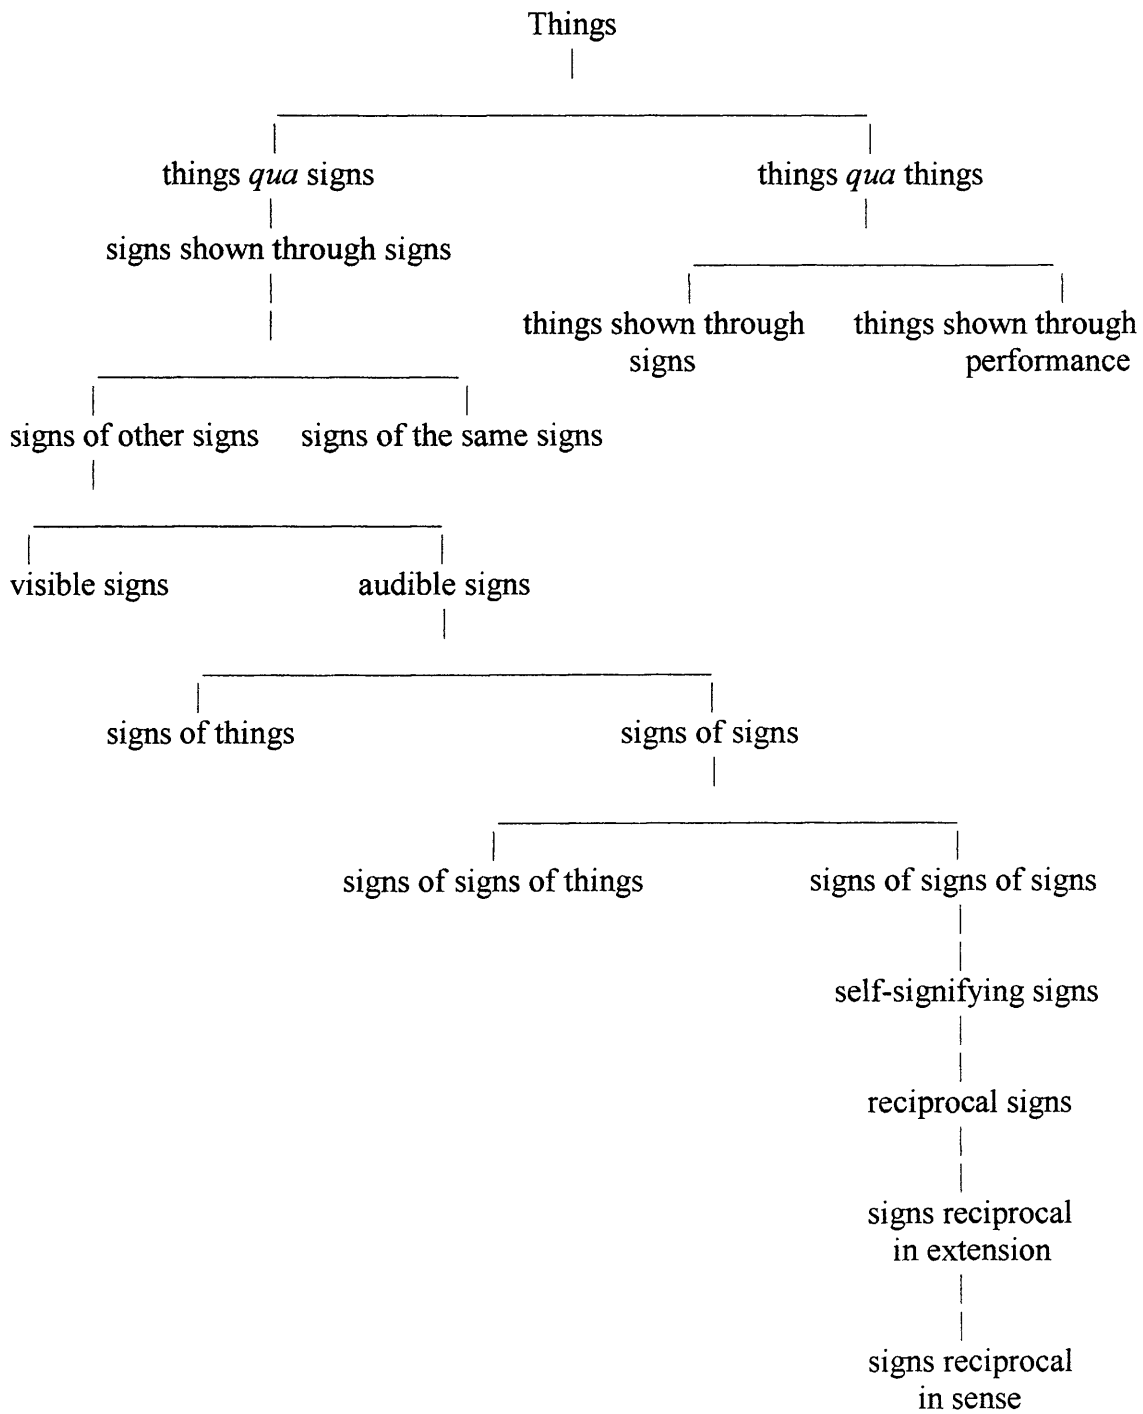 Things
things qua signs
things qua things
signs shown through signs
things shown through
signs
things shown through
performance
signs of other signs
signs of the same signs
visible signs
audible signs
signs of things
signs of signs
signs of signs of things
signs of signs of signs
self-signifying signs
reciprocal signs
signs reciprocal
in extension
signs reciprocal
in sense